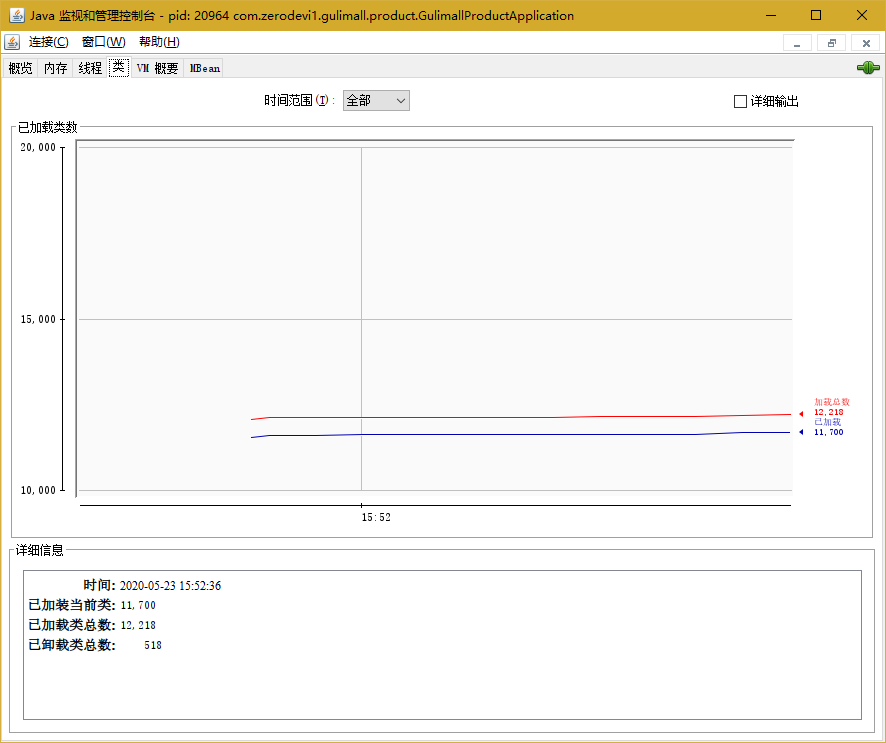 Java 监视和管理控制台 - pid: 20964 com.zerodevi1.gulimall.product.GulimallProductApplication
连接(C) 窗口(W) 帮助(H)
概览 内存 线程 类 VM 概要 MBean
时间范围(T): 全部 详细输出
已加载类数
20,000
15,000
加载总数
12,218
已加载
11,700
10,000
15:52
详细信息
时间: 2020-05-23 15:52:36
已加装当前类: 11,700
已加载类总数: 12,218
已卸载类总数: 518